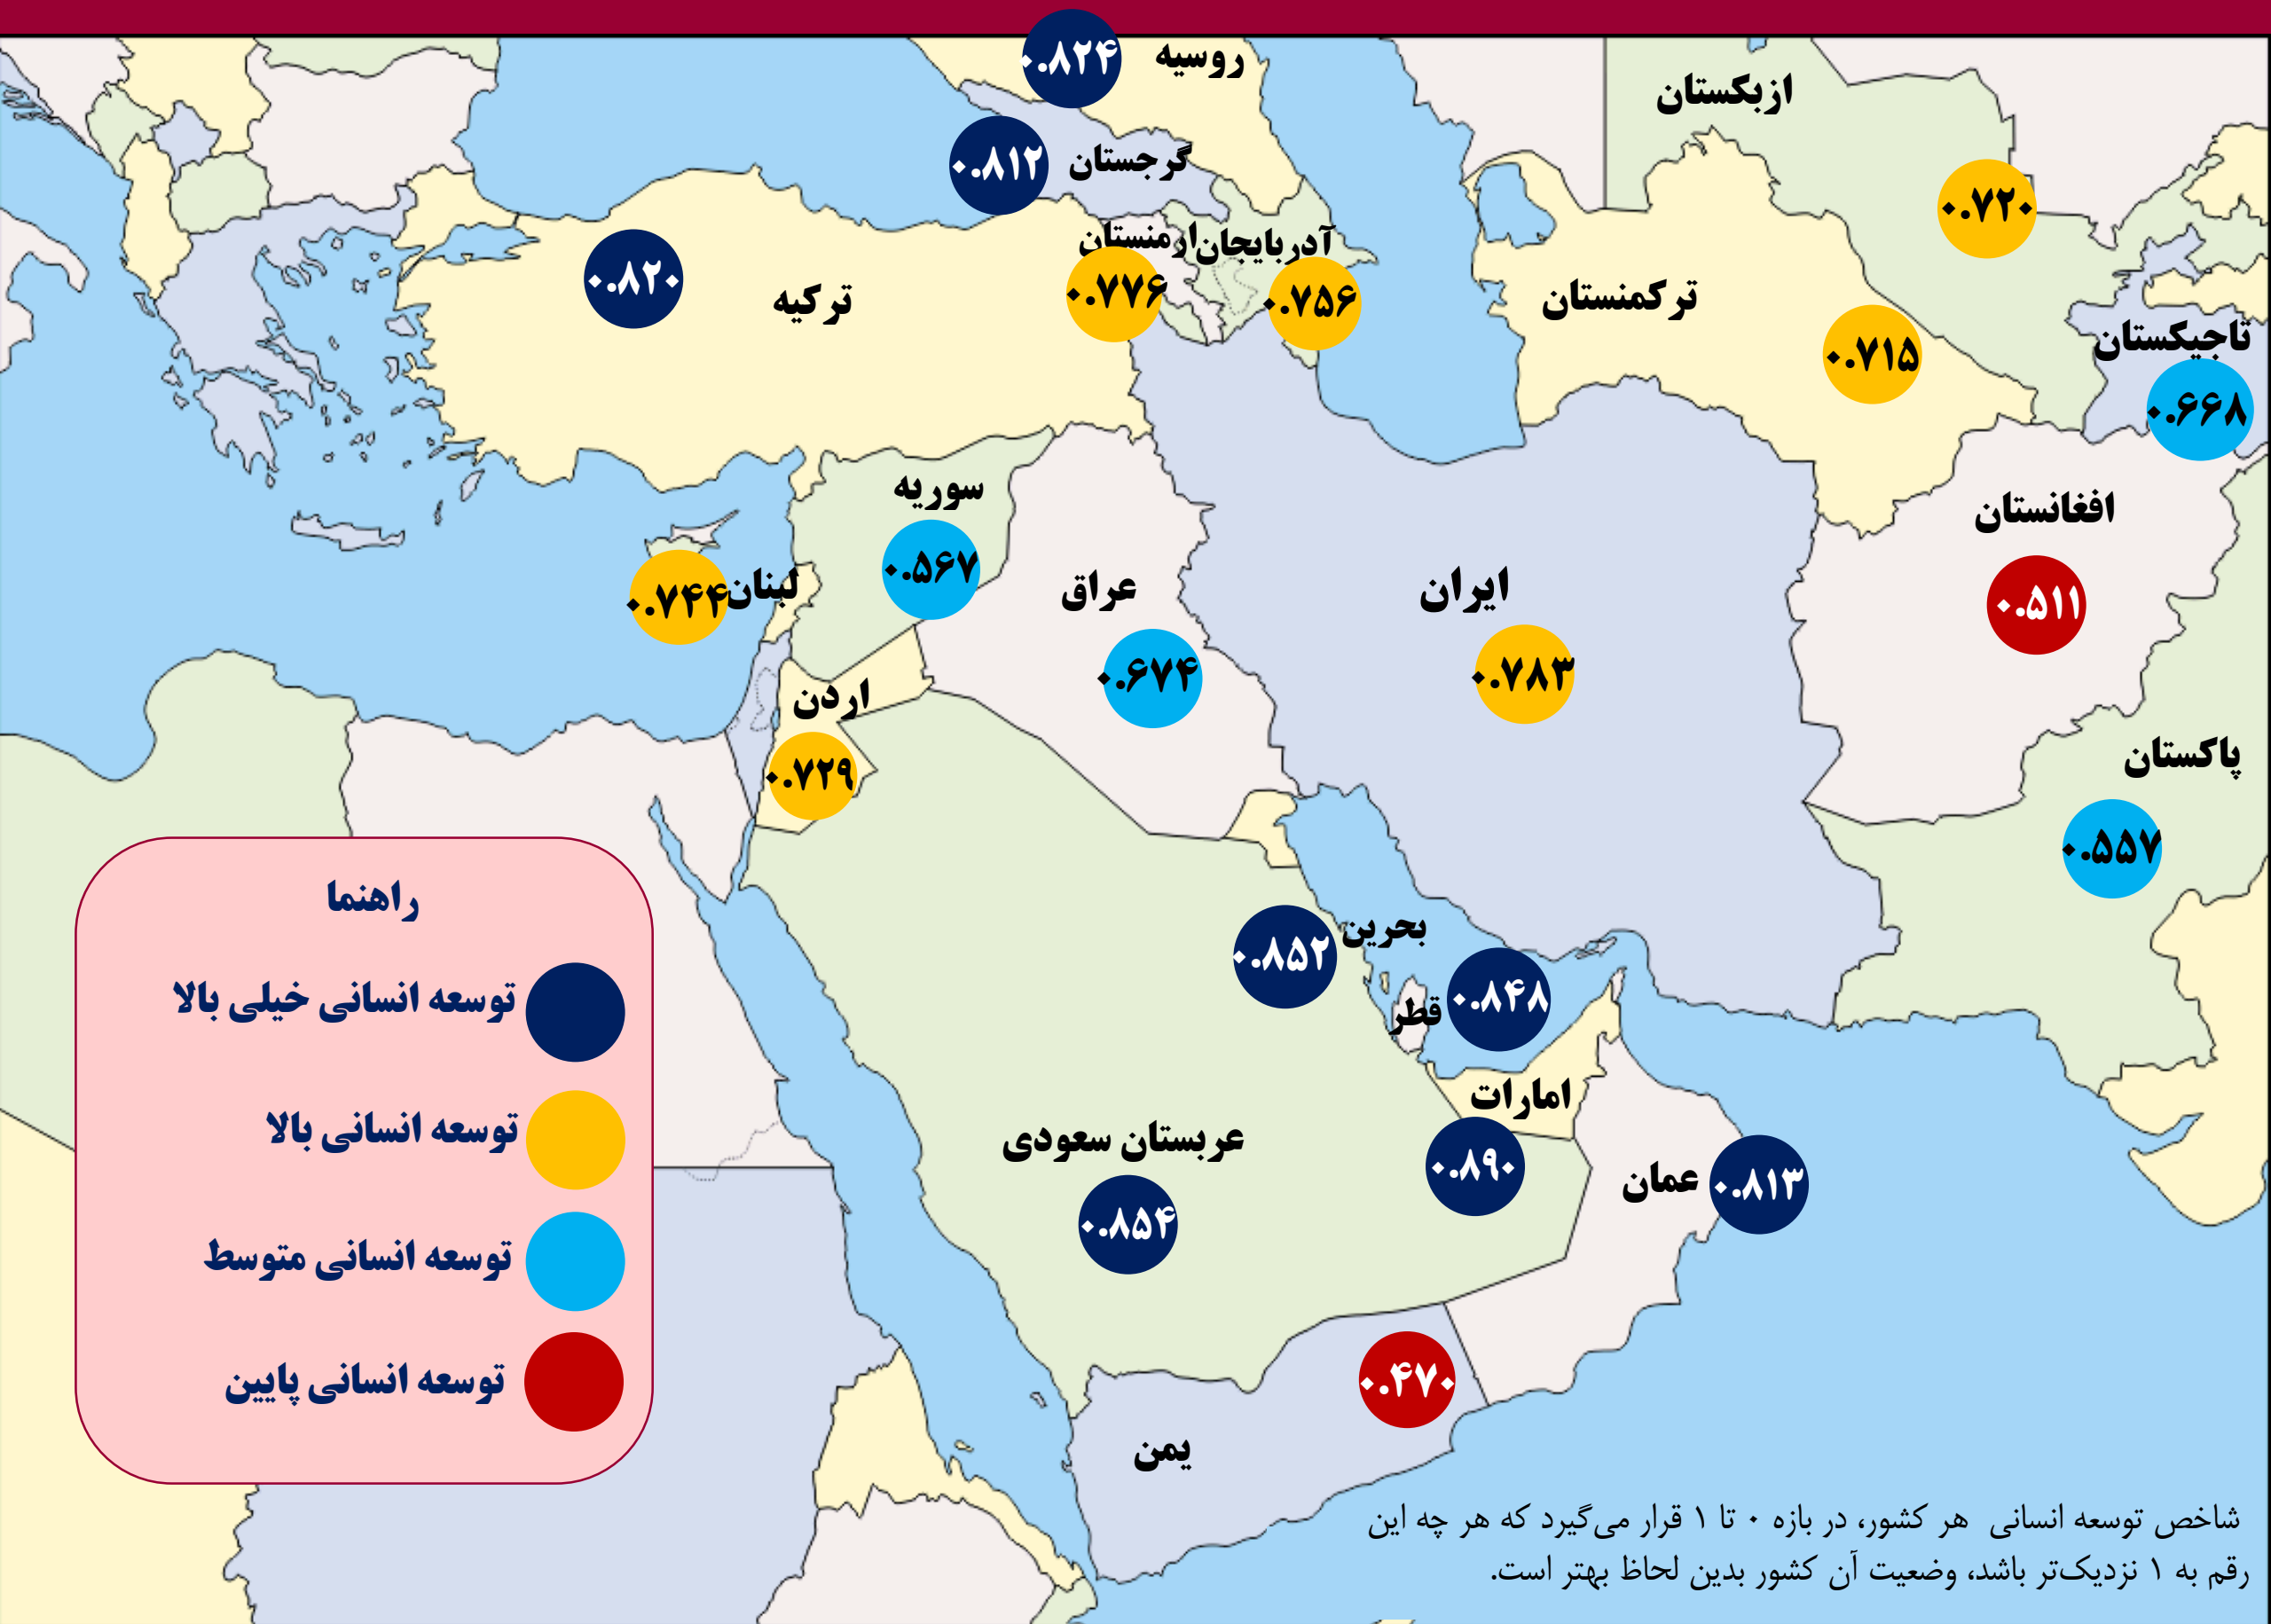 روسیه
۰.۸۲۴
ازبکستان
۰.۷۲۰
گرجستان
۰.۸۱۲
ارمنستان
۰.۷۷۶
آذربایجان
۰.۷۵۶
ترکیه
۰.۸۲۰
ترکمنستان
۰.۷۱۵
تاجیکستان
۰.۶۶۸
سوریه
۰.۵۶۷
افغانستان
۰.۵۱۱
لبنان
۰.۷۴۴
عراق
۰.۶۷۴
ایران
۰.۷۸۳
اردن
۰.۷۲۹
پاکستان
۰.۵۵۷
بحرین
۰.۸۵۲
قطر
۰.۸۴۸
امارات
۰.۸۹۰
عربستان سعودی
۰.۸۵۴
عمان
۰.۸۱۳
یمن
۰.۴۷۰
راهنما
توسعه انسانی خیلی بالا
توسعه انسانی بالا
توسعه انسانی متوسط
توسعه انسانی پایین
شاخص توسعه انسانی هر کشور، در بازه ۰ تا ۱ قرار می‌گیرد که هر چه این
رقم به ۱ نزدیک‌تر باشد، وضعیت آن کشور بدین لحاظ بهتر است.